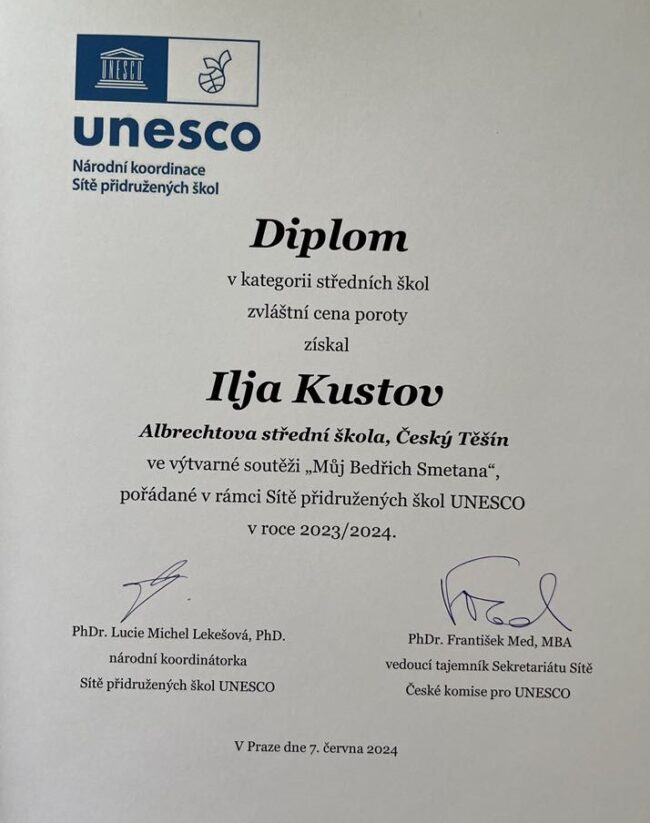 UNESCO
unesco
Národní koordinace
Sítě přidružených škol
Diplom
v kategorii středních škol
zvláštní cena poroty
získal
Ilja Kustov
Albrechtova střední škola, Český Těšín
ve výtvarné soutěži „Můj Bedřich Smetana“,
pořádané v rámci Sítě přidružených škol UNESCO
v roce 2023/2024.
PhDr. Lucie Michel Lekešová, PhD.
národní koordinátorka
Sítě přidružených škol UNESCO
PhDr. František Med, MBA
vedoucí tajemník Sekretariátu Sítě
České komise pro UNESCO
V Praze dne 7. června 2024